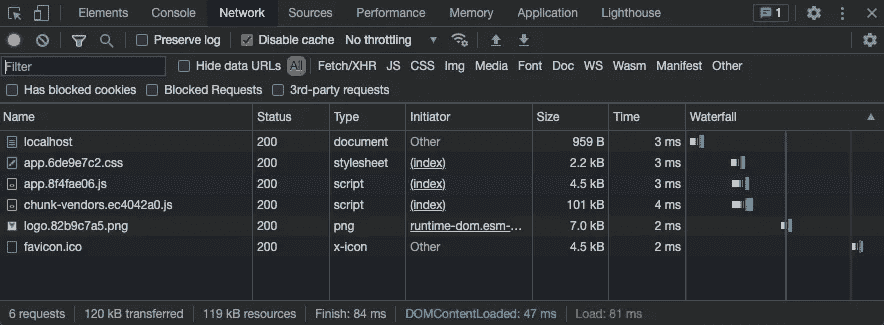 Elements Console Network Sources Performance Memory Application Lighthouse 1
Preserve log Disable cache No throttling
Filter Hide data URLs All Fetch/XHR JS CSS Img Media Font Doc WS Wasm Manifest Other
Has blocked cookies Blocked Requests 3rd-party requests
Name Status Type Initiator Size Time Waterfall
localhost 200 document Other 959 B 3 ms
app.6de9e7c2.css 200 stylesheet (index) 2.2 kB 3 ms
app.8f4fae06.js 200 script (index) 4.5 kB 3 ms
chunk-vendors.ec4042a0.js 200 script (index) 101 kB 4 ms
logo.82b9c7a5.png 200 png runtime-dom.esm-... 7.0 kB 2 ms
favicon.ico 200 x-icon Other 4.5 kB 2 ms
6 requests 120 kB transferred 119 kB resources Finish: 84 ms DOMContentLoaded: 47 ms Load: 81 ms